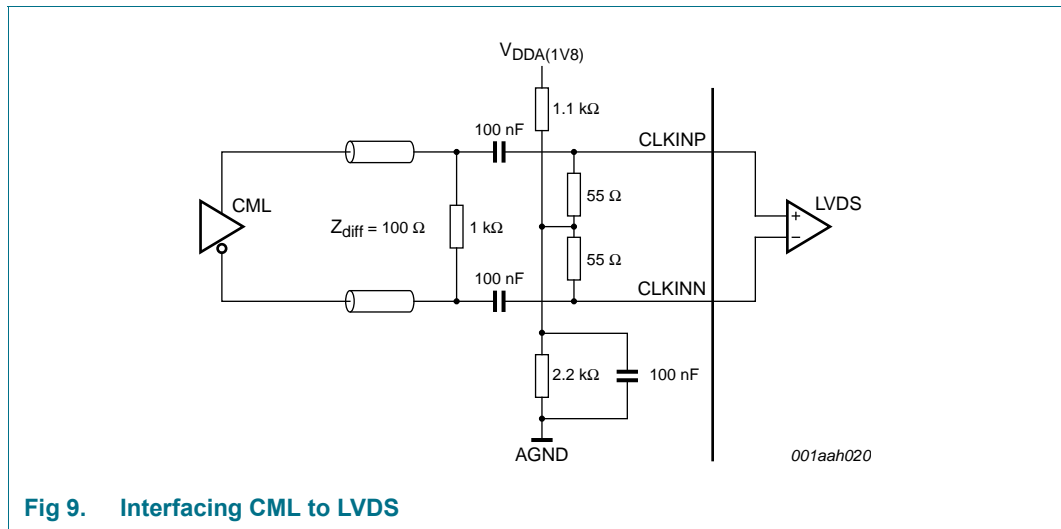 VDDA(1V8)
1.1 kΩ
100 nF
CLKINP
55 Ω
CML
LVDS
Zdiff = 100 Ω
1 kΩ
+
−
55 Ω
100 nF
CLKINN
2.2 kΩ
100 nF
AGND
001aah020
Fig 9. Interfacing CML to LVDS